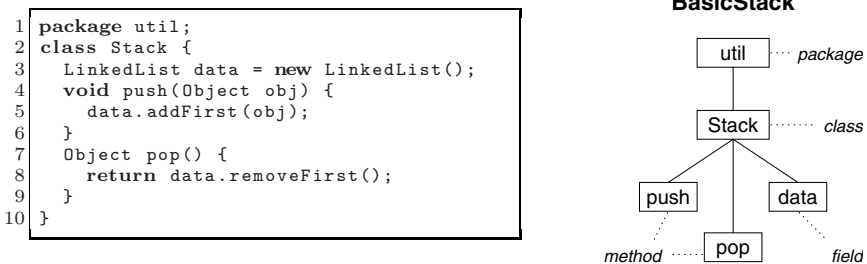 1 package util;
2 class Stack {
3 LinkedList data = new LinkedList();
4 void push(Object obj) {
5 data.addFirst(obj);
6 }
7 Object pop() {
8 return data.removeFirst();
9 }
10 }
BasicStack
util package
Stack class
push data
method pop field